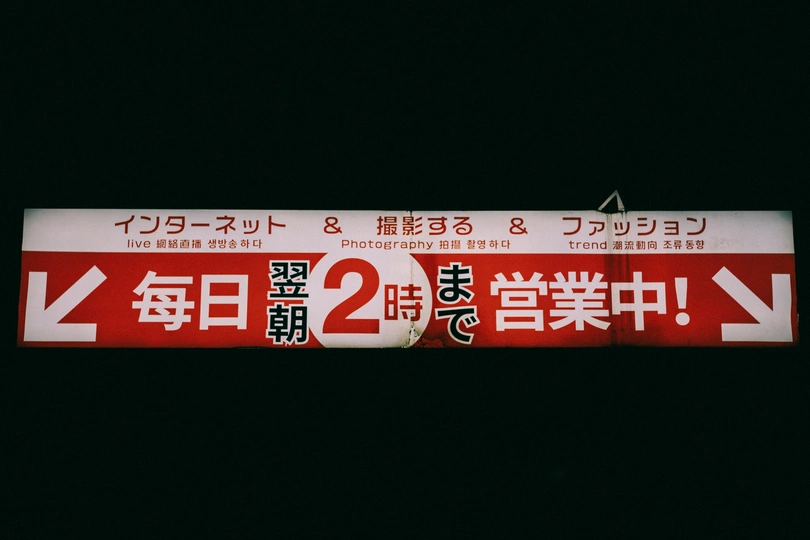 インターネット & 撮影する & ファッション
live 網絡直播 생방송하다 Photography 拍攝 촬영하다 trend 潮流動向 조류동향
毎日翌朝2時まで営業中!